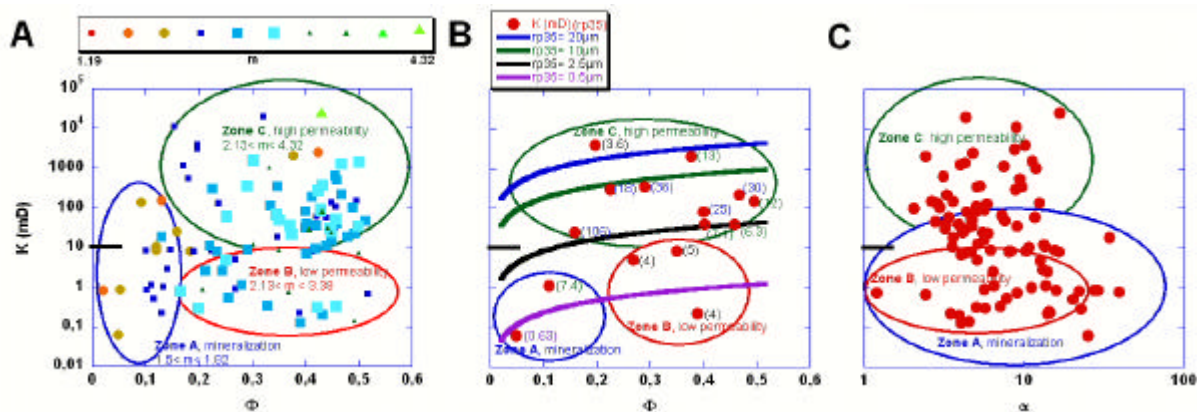 A
1.19 m 4.32
K (mD)
10⁵
10⁴
1000
100
10
1
0,1
0,01
Zone C, high permeability
2.13< m< 4.32
Zone B, low permeability
2.13< m < 3.38
Zone A, mineralization
0 0,1 0,2 0,3 0,4 0,5 0,6
Φ
B
K (mD)(rp35)
rp35= 20µm
rp35= 10µm
rp35= 2.5µm
rp35= 0.5µm
Zone C, high permeability
(3.6)
(13)
(18)
(36)
(30)
(12)
(25)
(106)
(6.3)
(5)
(4)
(7.4)
(4)
(0.63)
Zone B, low permeability
Zone A, mineralization
0 0,1 0,2 0,3 0,4 0,5 0,6
Φ
C
Zone C, high permeability
Zone B, low permeability
Zone A, mineralization
1 10 100
α